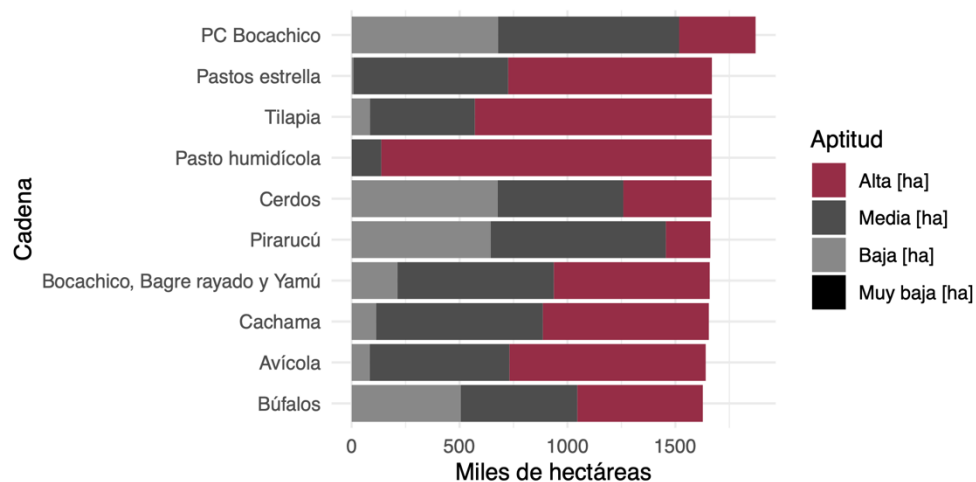 PC Bocachico
Pastos estrella
Tilapia
Pasto humidícola
Cerdos
Pirarucú
Bocachico, Bagre rayado y Yamú
Cachama
Avícola
Búfalos
Cadena
0 500 1000 1500
Miles de hectáreas
Aptitud
Alta [ha]
Media [ha]
Baja [ha]
Muy baja [ha]